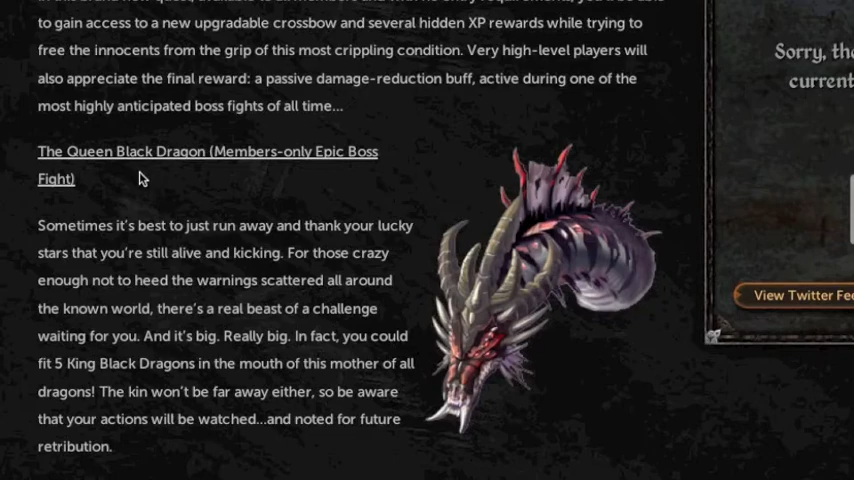 to gain access to a new upgradable crossbow and several hidden XP rewards while trying to
free the innocents from the grip of this most crippling condition. Very high-level players will
also appreciate the final reward: a passive damage-reduction buff, active during one of the
most highly anticipated boss fights of all time...
The Queen Black Dragon (Members-only Epic Boss
Fight)
Sometimes it's best to just run away and thank your lucky
stars that you're still alive and kicking. For those crazy
enough not to heed the warnings scattered all around
the known world, there's a real beast of a challenge
waiting for you. And it's big. Really big. In fact, you could
fit 5 King Black Dragons in the mouth of this mother of all
dragons! The kin won't be far away either, so be aware
that your actions will be watched...and noted for future
retribution.
Sorry,
current
View Twitter